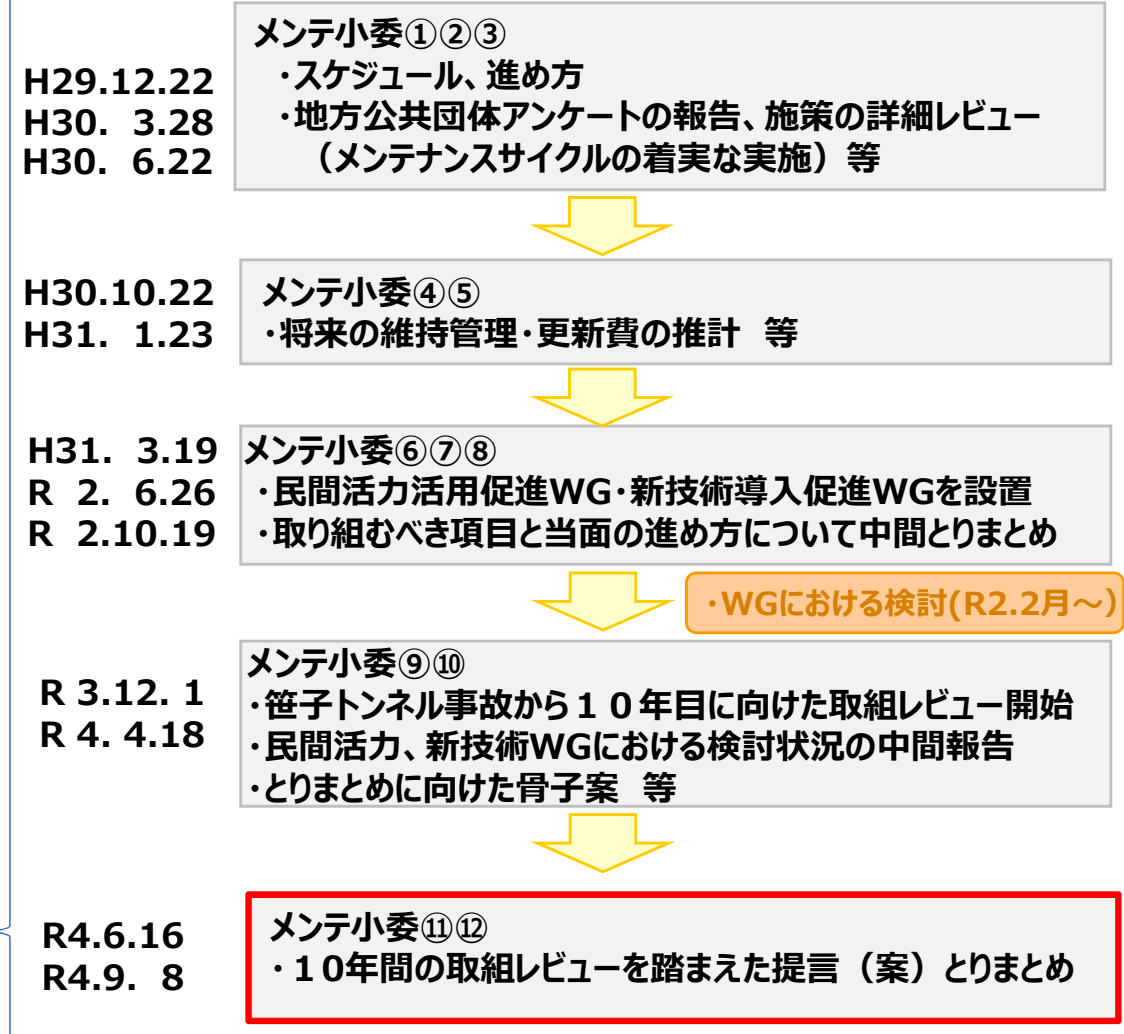 メンテ小委①②③
H29.12.22
・スケジュール、進め方
H30. 3.28
・地方公共団体アンケートの報告、施策の詳細レビュー
H30. 6.22
(メンテナンスサイクルの着実な実施)等
H30.10.22
メンテ小委④⑤
H31. 1.23
・将来の維持管理・更新費の推計 等
H31. 3.19
メンテ小委⑥⑦⑧
R 2. 6.26
・民間活力活用促進WG・新技術導入促進WGを設置
R 2.10.19
・取り組むべき項目と当面の進め方について中間とりまとめ
・WGにおける検討(R2.2月~)
メンテ小委⑨⑩
R 3.12. 1
・笹子トンネル事故から10年目に向けた取組レビュー開始
R 4. 4.18
・民間活力、新技術WGにおける検討状況の中間報告
・とりまとめに向けた骨子案 等
R4.6.16
メンテ小委⑪⑫
R4.9. 8
・10年間の取組レビューを踏まえた提言(案)とりまとめ